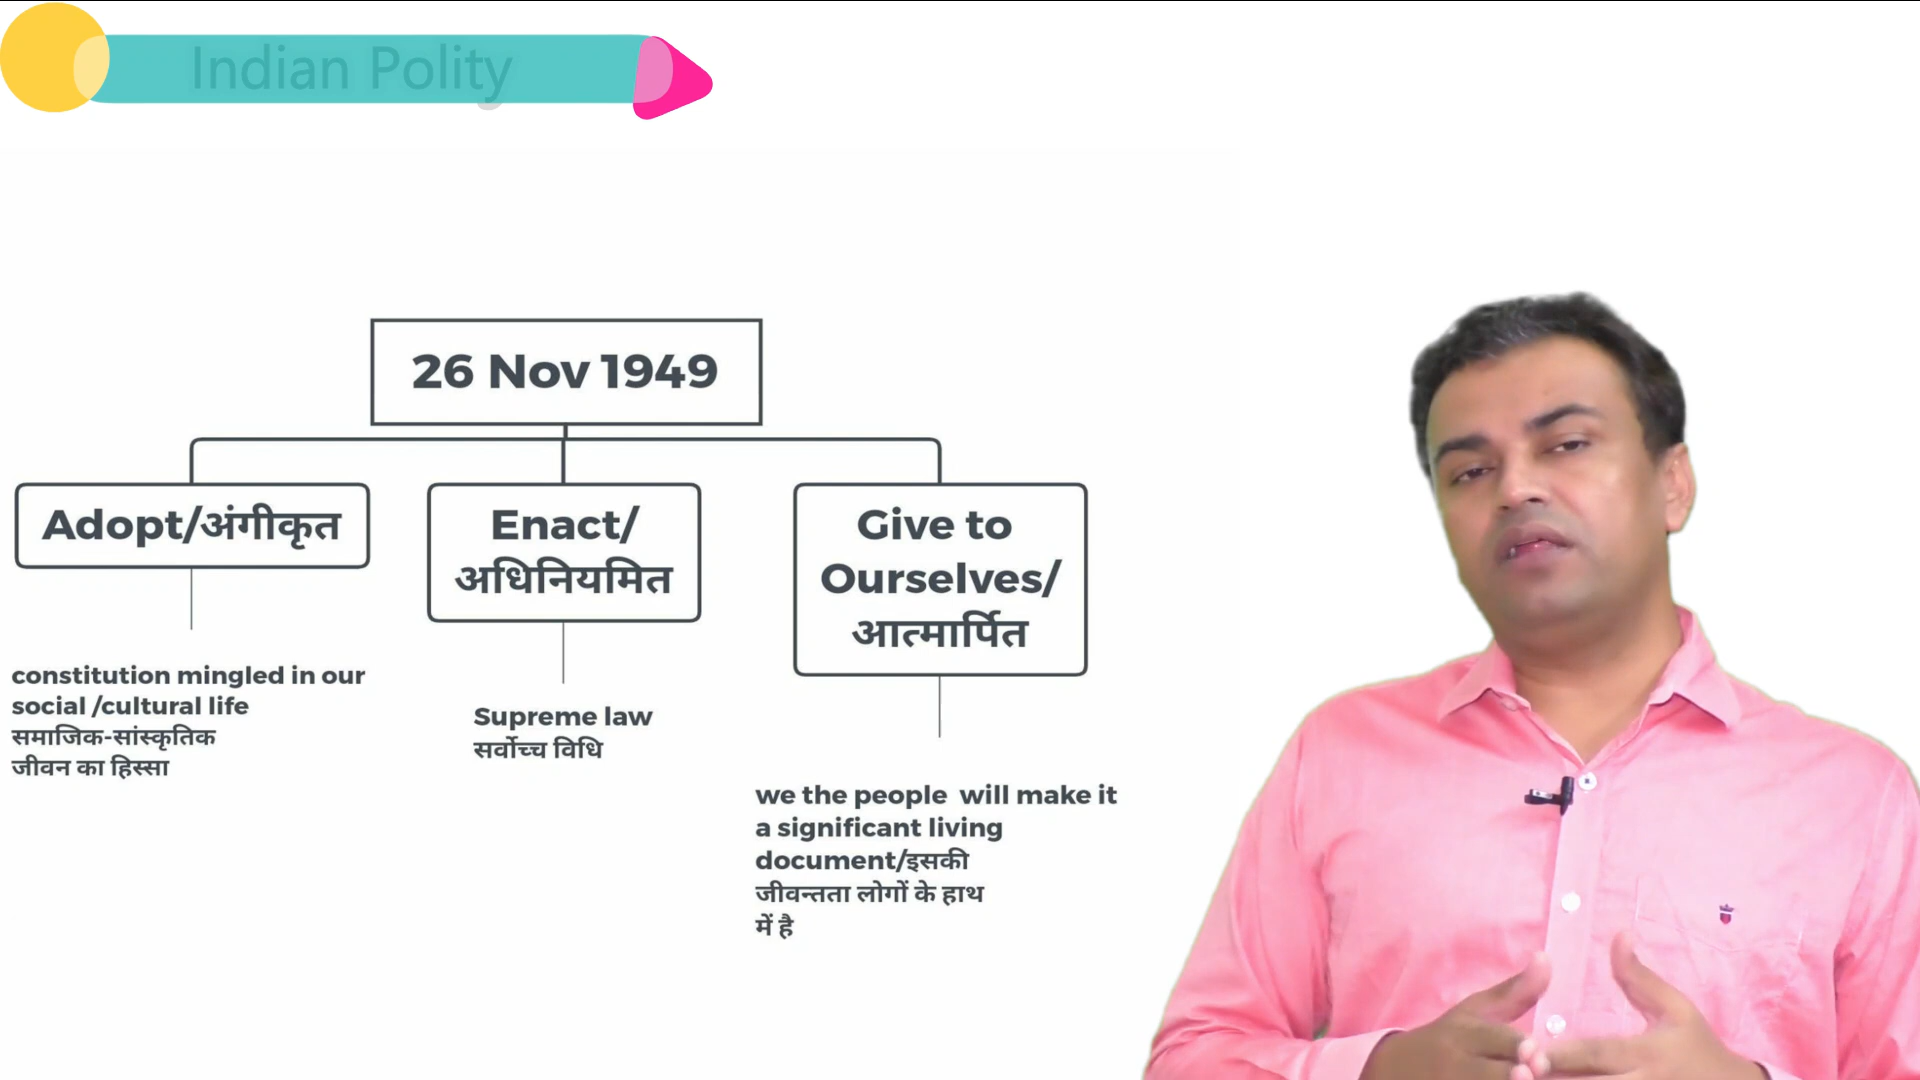 Indian Polity
26 Nov 1949
Adopt/अंगीकृत
Enact/
अधिनियमित
Give to
Ourselves/
आत्मार्पित
constitution mingled in our
social /cultural life
समाजिक-सांस्कृतिक
जीवन का हिस्सा
Supreme law
सर्वोच्च विधि
we the people will make it
a significant living
document/इसकी
जीवन्तता लोगों के हाथ
में है